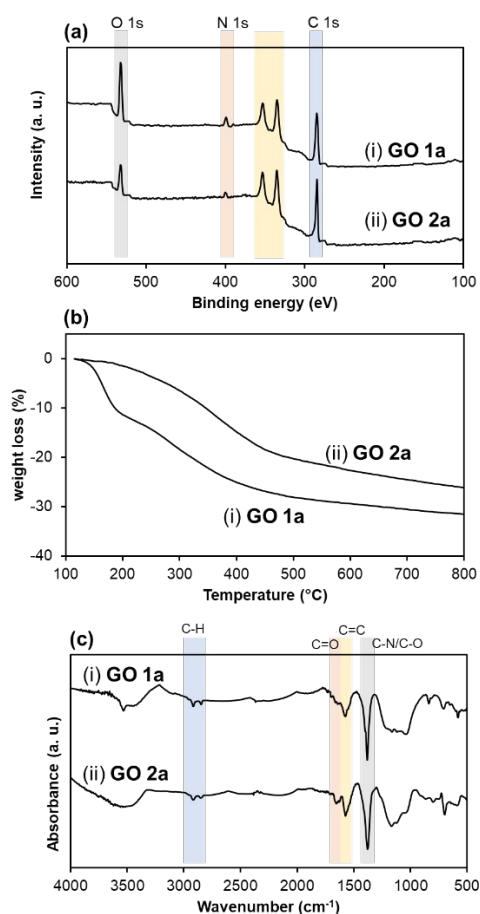 O 1s N 1s C 1s
(a)
Intensity (a. u.)
(i) GO 1a
(ii) GO 2a
600 500 400 300 200 100
Binding energy (eV)
(b)
weight loss (%)
0
-10
-20
-30
-40
(ii) GO 2a
(i) GO 1a
100 200 300 400 500 600 700 800
Temperature (°C)
(c)
C-H
C=O
C=C
C-N/C-O
Absorbance (a. u.)
(i) GO 1a
(ii) GO 2a
4000 3500 3000 2500 2000 1500 1000 500
Wavenumber (cm-1)